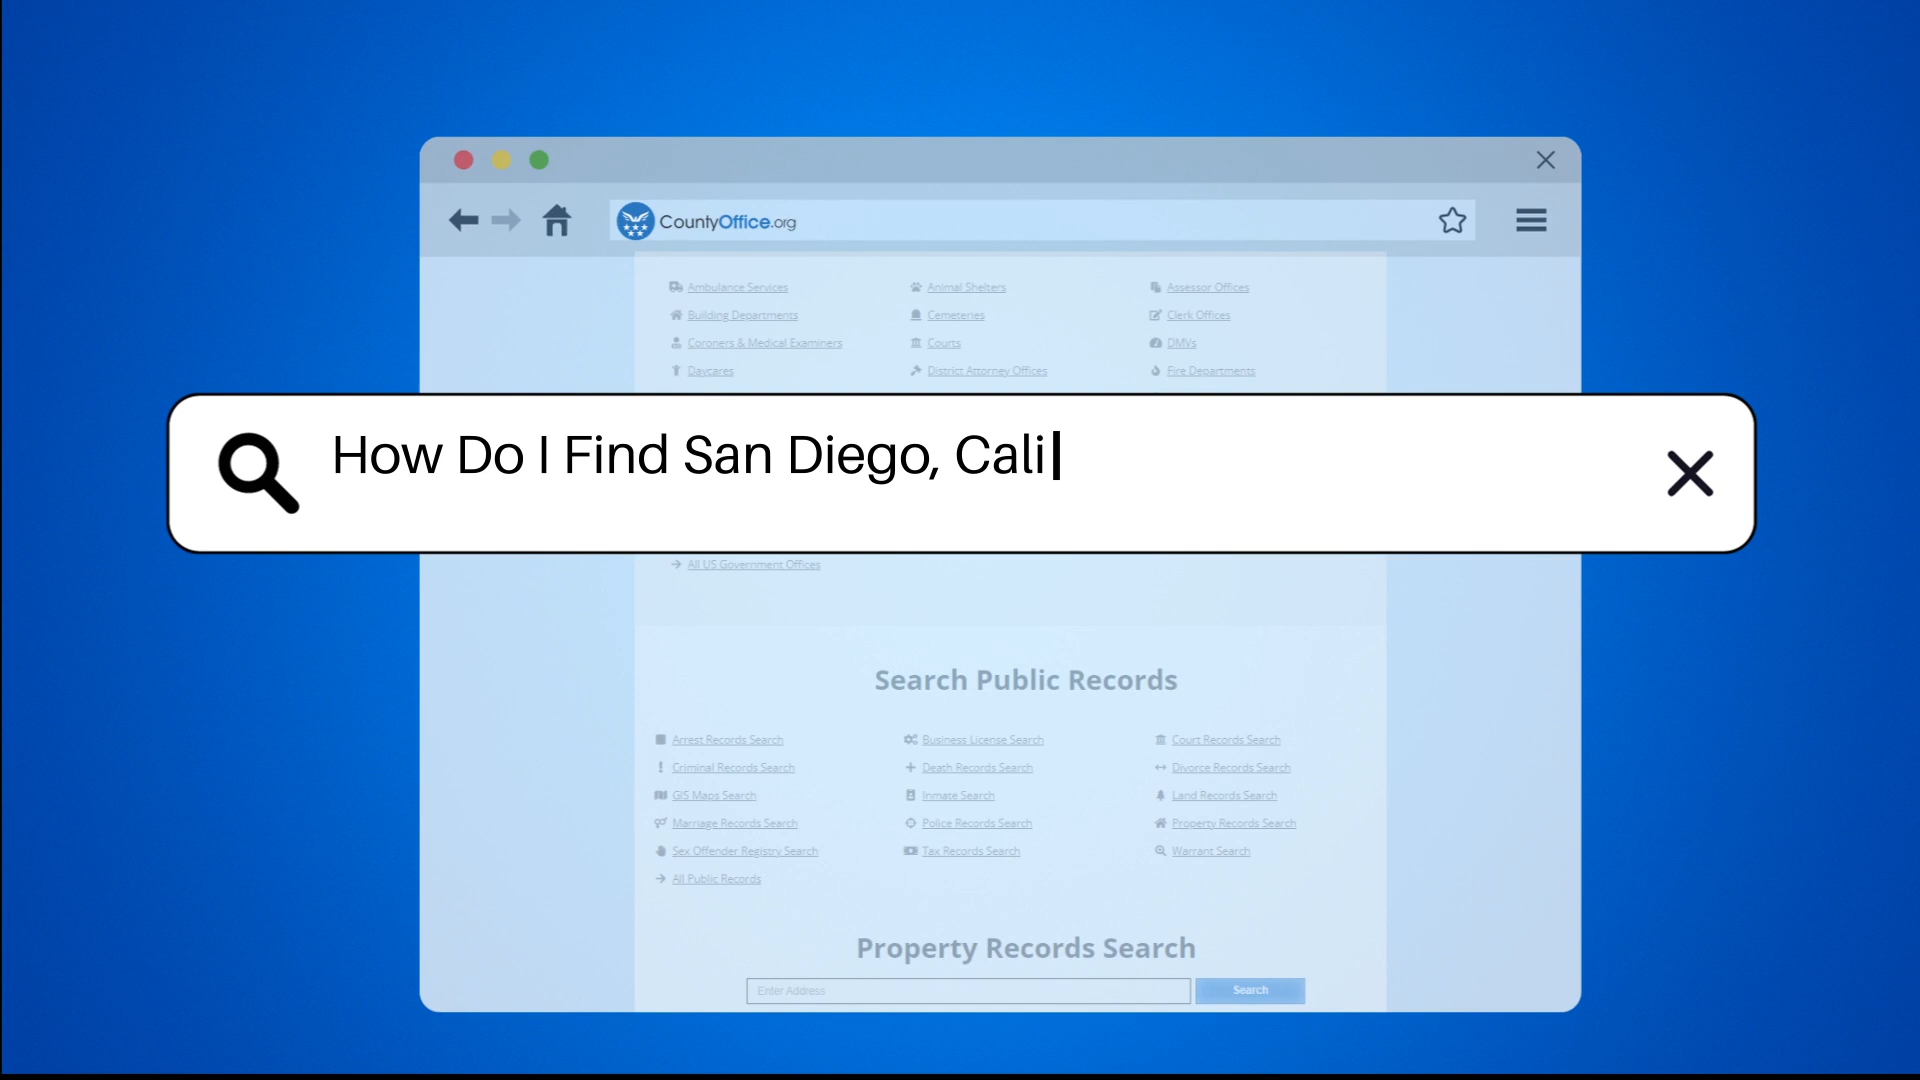 CountyOffice.org
Ambulance Services Animal Shelters Assessor Offices
Building Departments Cemeteries Clerk Offices
Coroners & Medical Examiners Courts DMVs
Daycares District Attorney Offices Fire Departments
How Do I Find San Diego, Cali
All US Government Offices
Search Public Records
Arrest Records Search Business License Search Court Records Search
Criminal Records Search Death Records Search Divorce Records Search
GIS Maps Search Inmate Search Land Records Search
Marriage Records Search Police Records Search Property Records Search
Sex Offender Registry Search Tax Records Search Warrant Search
All Public Records
Property Records Search
Enter Address Search